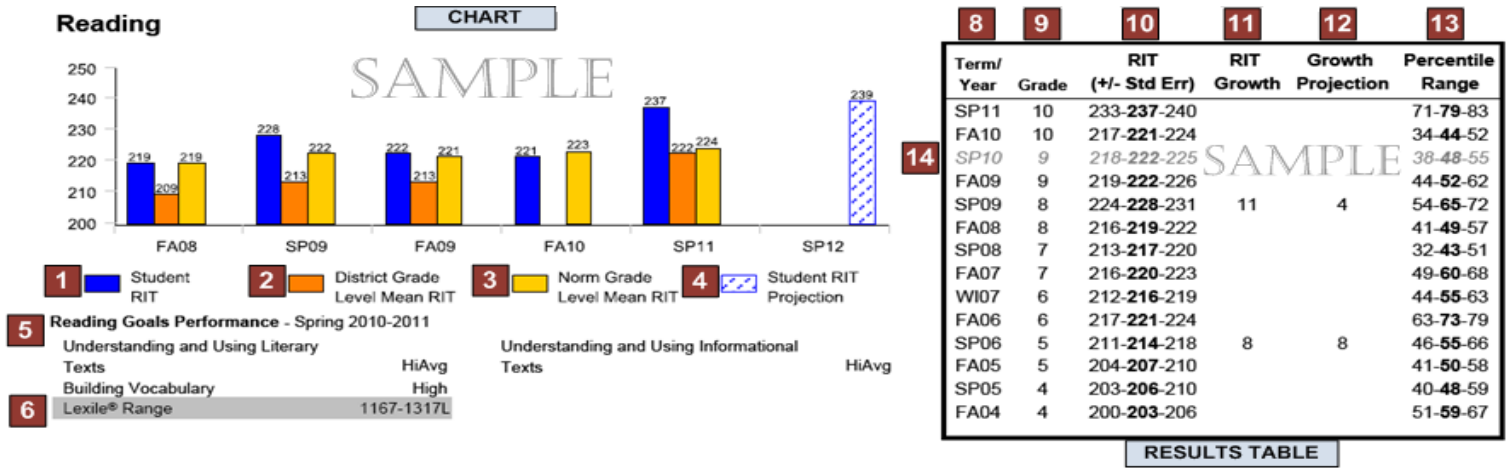 Reading
CHART
SAMPLE
250
240
230
220
210
200
219
209
219
228
213
222
222
213
221
221
223
237
222
224
239
FA08
SP09
FA09
FA10
SP11
SP12
1
Student
RIT
2
District Grade
Level Mean RIT
3
Norm Grade
Level Mean RIT
4
Student RIT
Projection
5
Reading Goals Performance - Spring 2010-2011
Understanding and Using Literary
Texts HiAvg
Understanding and Using Informational
Texts HiAvg
Building Vocabulary High
6
Lexile® Range 1167-1317L
8 9 10 11 12 13
Term/
Year
Grade
RIT
(+/- Std Err)
RIT
Growth
Growth
Projection
Percentile
Range
SP11 10 233-237-240 71-79-83
FA10 10 217-221-224 34-44-52
14
SP10 9 218-222-225 38-48-55
SAMPLE
FA09 9 219-222-226 44-52-62
SP09 8 224-228-231 11 4 54-65-72
FA08 8 216-219-222 41-49-57
SP08 7 213-217-220 32-43-51
FA07 7 216-220-223 49-60-68
WI07 6 212-216-219 44-55-63
FA06 6 217-221-224 63-73-79
SP06 5 211-214-218 8 8 46-55-66
FA05 5 204-207-210 41-50-58
SP05 4 203-206-210 40-48-59
FA04 4 200-203-206 51-59-67
RESULTS TABLE